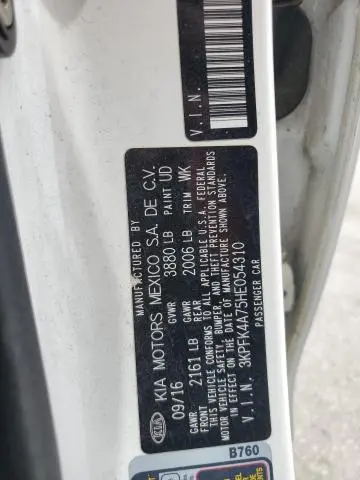 MANUFACTURED BY
KIA KIA MOTORS MEXICO S.A. DE C.V.
09/16 GVWR 3880 LB PAINT UD
GAWR FRONT 2161 LB GAWR REAR 2006 LB TRIM WK
THIS VEHICLE CONFORMS TO ALL APPLICABLE U.S.A. FEDERAL
MOTOR VEHICLE SAFETY, BUMPER, AND THEFT PREVENTION STANDARDS
IN EFFECT ON THE DATE OF MANUFACTURE SHOWN ABOVE.
V.I.N. 3KPFK4A75HE054310
PASSENGER CAR
V.I.N.
B760